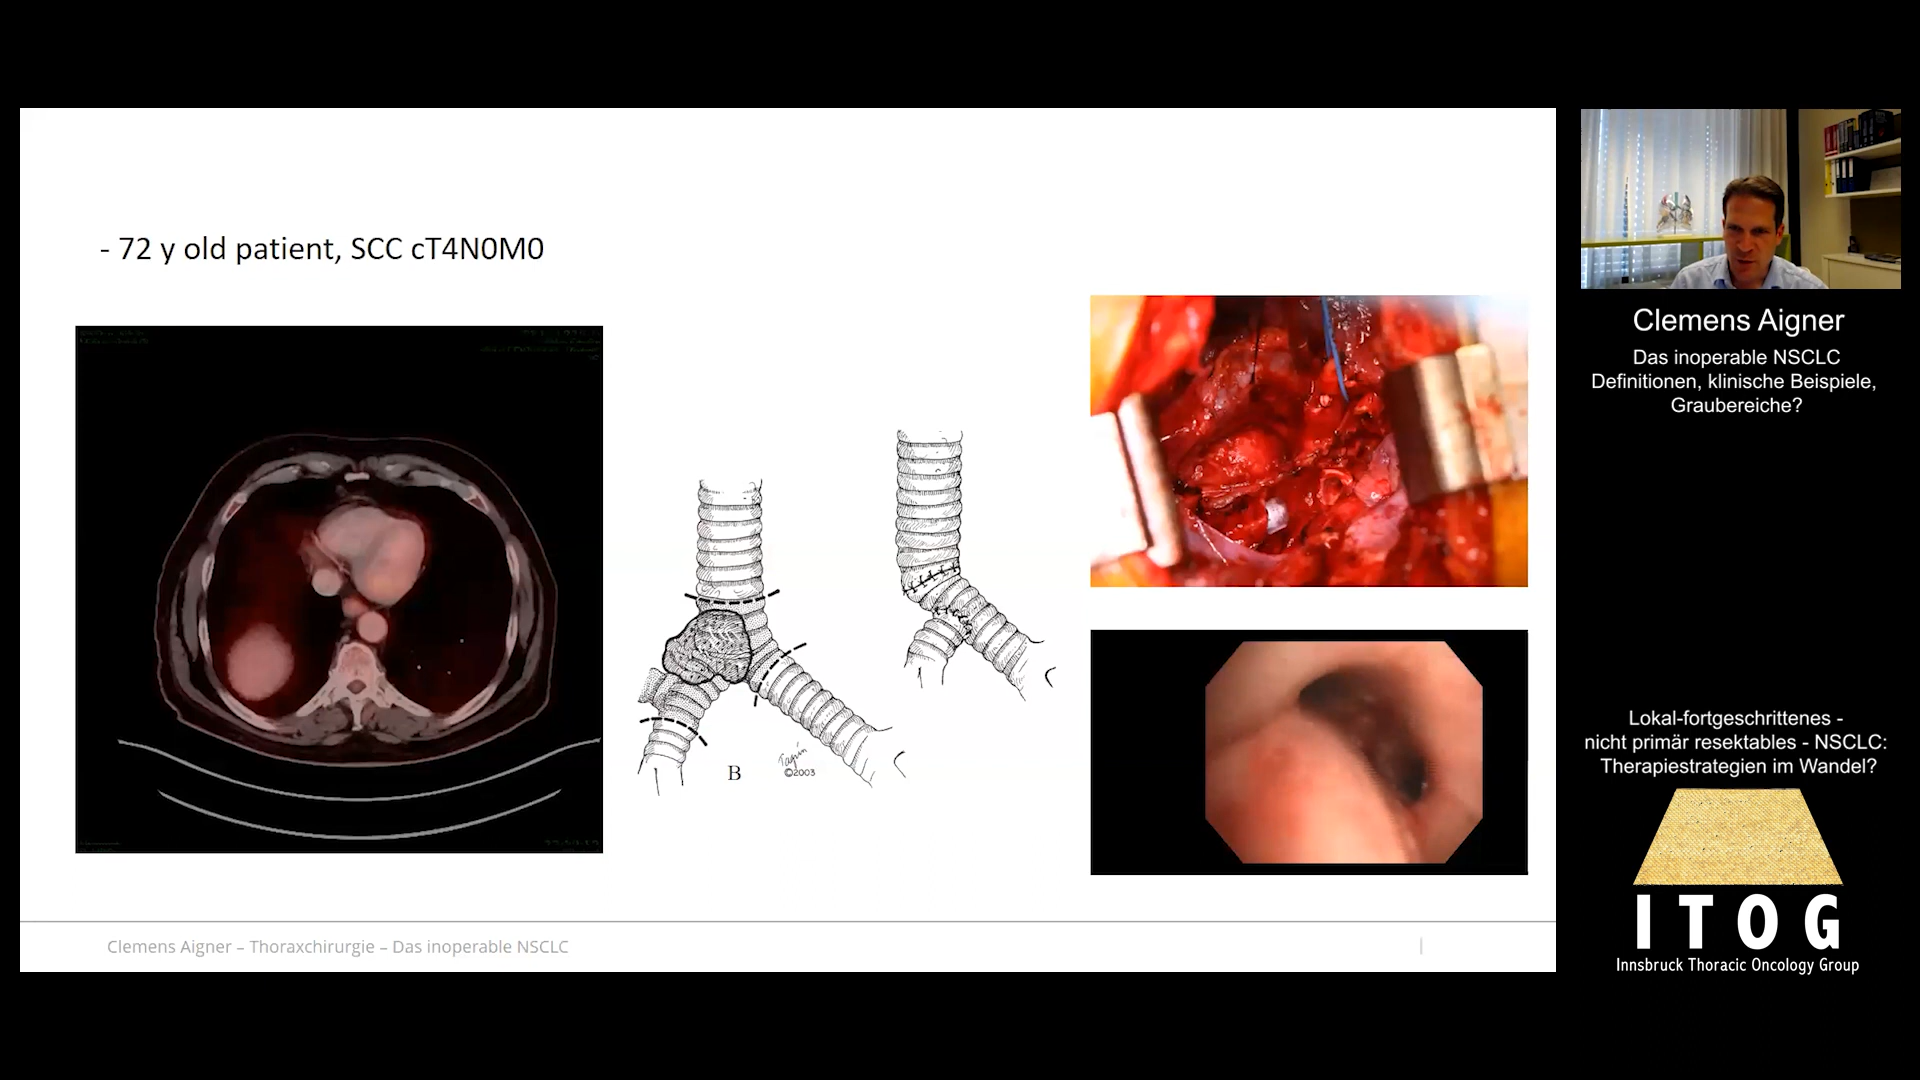 - 72 y old patient, SCC cT4N0M0
B
©2003
Clemens Aigner – Thoraxchirurgie – Das inoperable NSCLC
Clemens Aigner
Das inoperable NSCLC
Definitionen, klinische Beispiele,
Graubereiche?
Lokal-fortgeschrittenes -
nicht primär resektables - NSCLC:
Therapiestrategien im Wandel?
ITOG
Innsbruck Thoracic Oncology Group